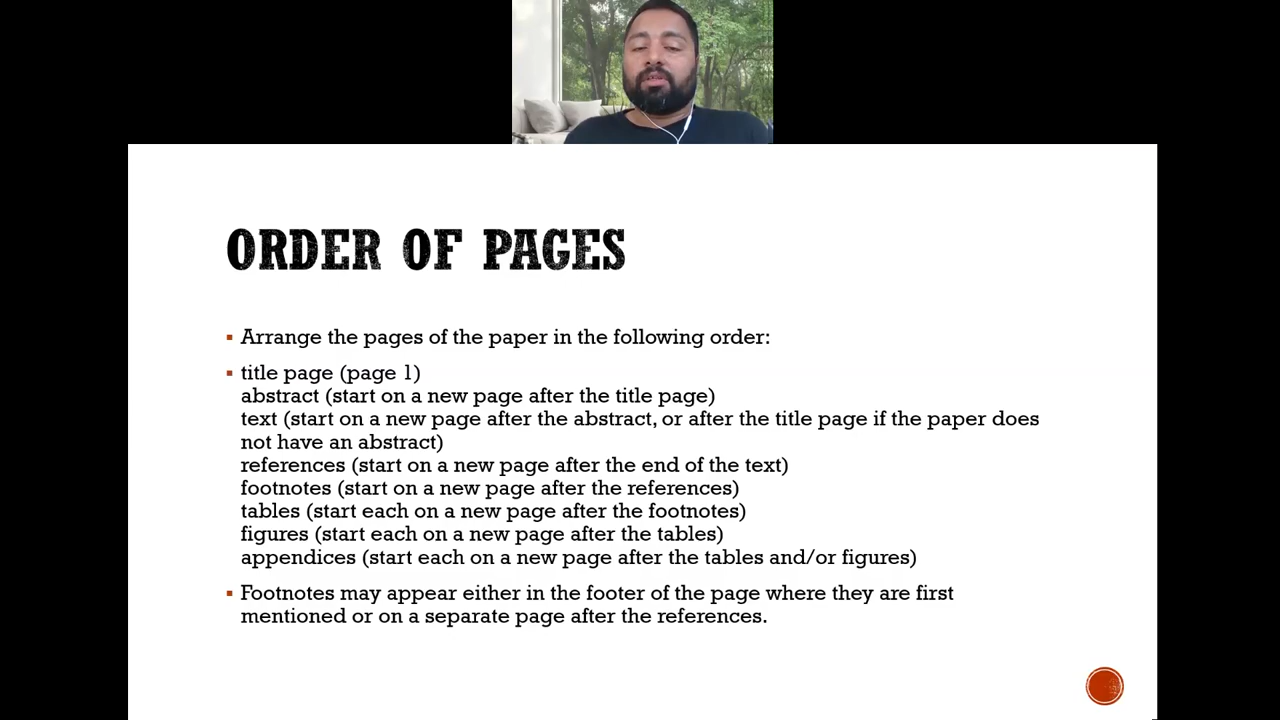 ORDER OF PAGES
Arrange the pages of the paper in the following order:
title page (page 1)
abstract (start on a new page after the title page)
text (start on a new page after the abstract, or after the title page if the paper does
not have an abstract)
references (start on a new page after the end of the text)
footnotes (start on a new page after the references)
tables (start each on a new page after the footnotes)
figures (start each on a new page after the tables)
appendices (start each on a new page after the tables and/or figures)
Footnotes may appear either in the footer of the page where they are first
mentioned or on a separate page after the references.